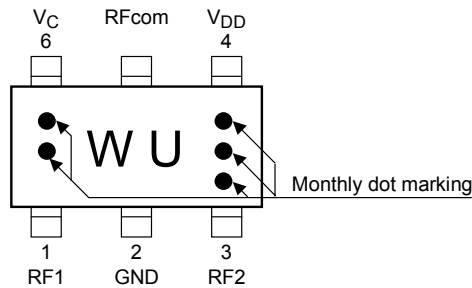 VC RFcom VDD
6 4
W U
Monthly dot marking
1 2 3
RF1 GND RF2